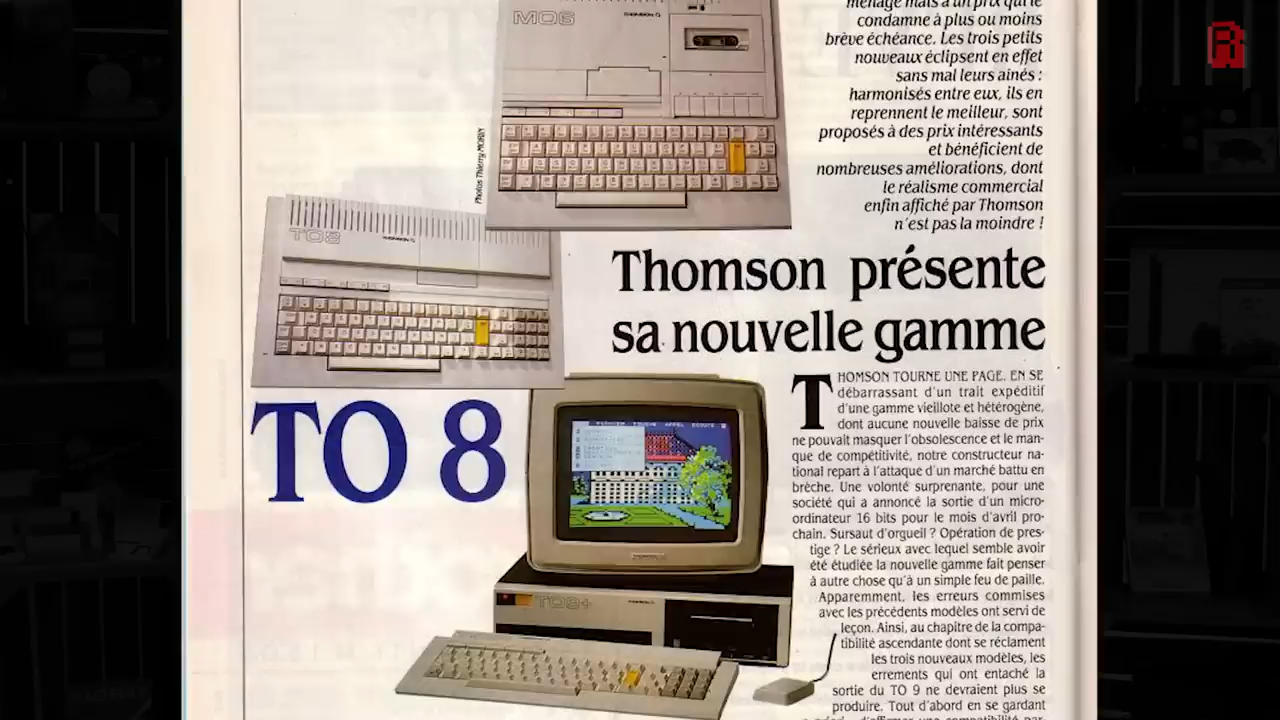 MO6
THOMSON
ménage mais à un prix qui le
condamne à plus ou moins
brève échéance. Les trois petits
nouveaux éclipsent en effet
sans mal leurs ainés :
harmonisés entre eux, ils en
reprennent le meilleur, sont
proposés à des prix intéressants
et bénéficient de
nombreuses améliorations, dont
le réalisme commercial
enfin affiché par Thomson
n'est pas la moindre !
Photos Thierry MORIN
TO8
THOMSON
Thomson présente
sa nouvelle gamme
TO 8
THOMSON TOURNE UNE PAGE. EN SE
débarrassant d'un trait expéditif
d'une gamme vieillote et hétérogène,
dont aucune nouvelle baisse de prix
ne pouvait masquer l'obsolescence et le man-
que de compétitivité, notre constructeur na-
tional repart à l'attaque d'un marché battu en
brèche. Une volonté surprenante, pour une
société qui a annoncé la sortie d'un micro-
ordinateur 16 bits pour le mois d'avril pro-
chain. Sursaut d'orgueil ? Opération de pres-
tige ? Le sérieux avec lequel semble avoir
été étudiée la nouvelle gamme fait penser
à autre chose qu'à un simple feu de paille.
Apparemment, les erreurs commises
avec les précédents modèles ont servi de
leçon. Ainsi, au chapitre de la compa-
tibilité ascendante dont se réclament
les trois nouveaux modèles, les
errements qui ont entaché la
sortie du TO 9 ne devraient plus se
produire. Tout d'abord en se gardant
TO9+